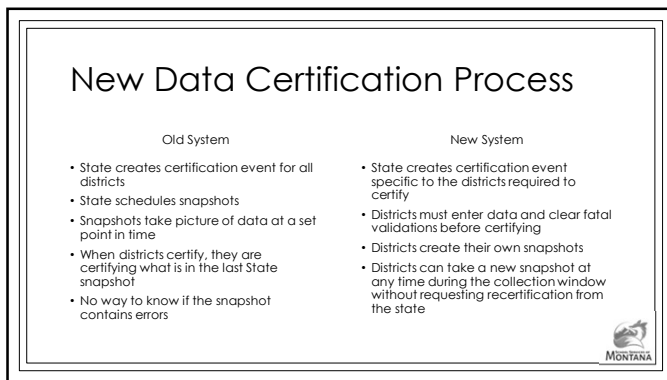 New Data Certification Process
Old System
• State creates certification event for all
districts
• State schedules snapshots
• Snapshots take picture of data at a set
point in time
• When districts certify, they are
certifying what is in the last State
snapshot
• No way to know if the snapshot
contains errors
New System
• State creates certification event
specific to the districts required to
certify
• Districts must enter data and clear fatal
validations before certifying
• Districts create their own snapshots
• Districts can take a new snapshot at
any time during the collection window
without requesting recertification from
the state
MONTANA